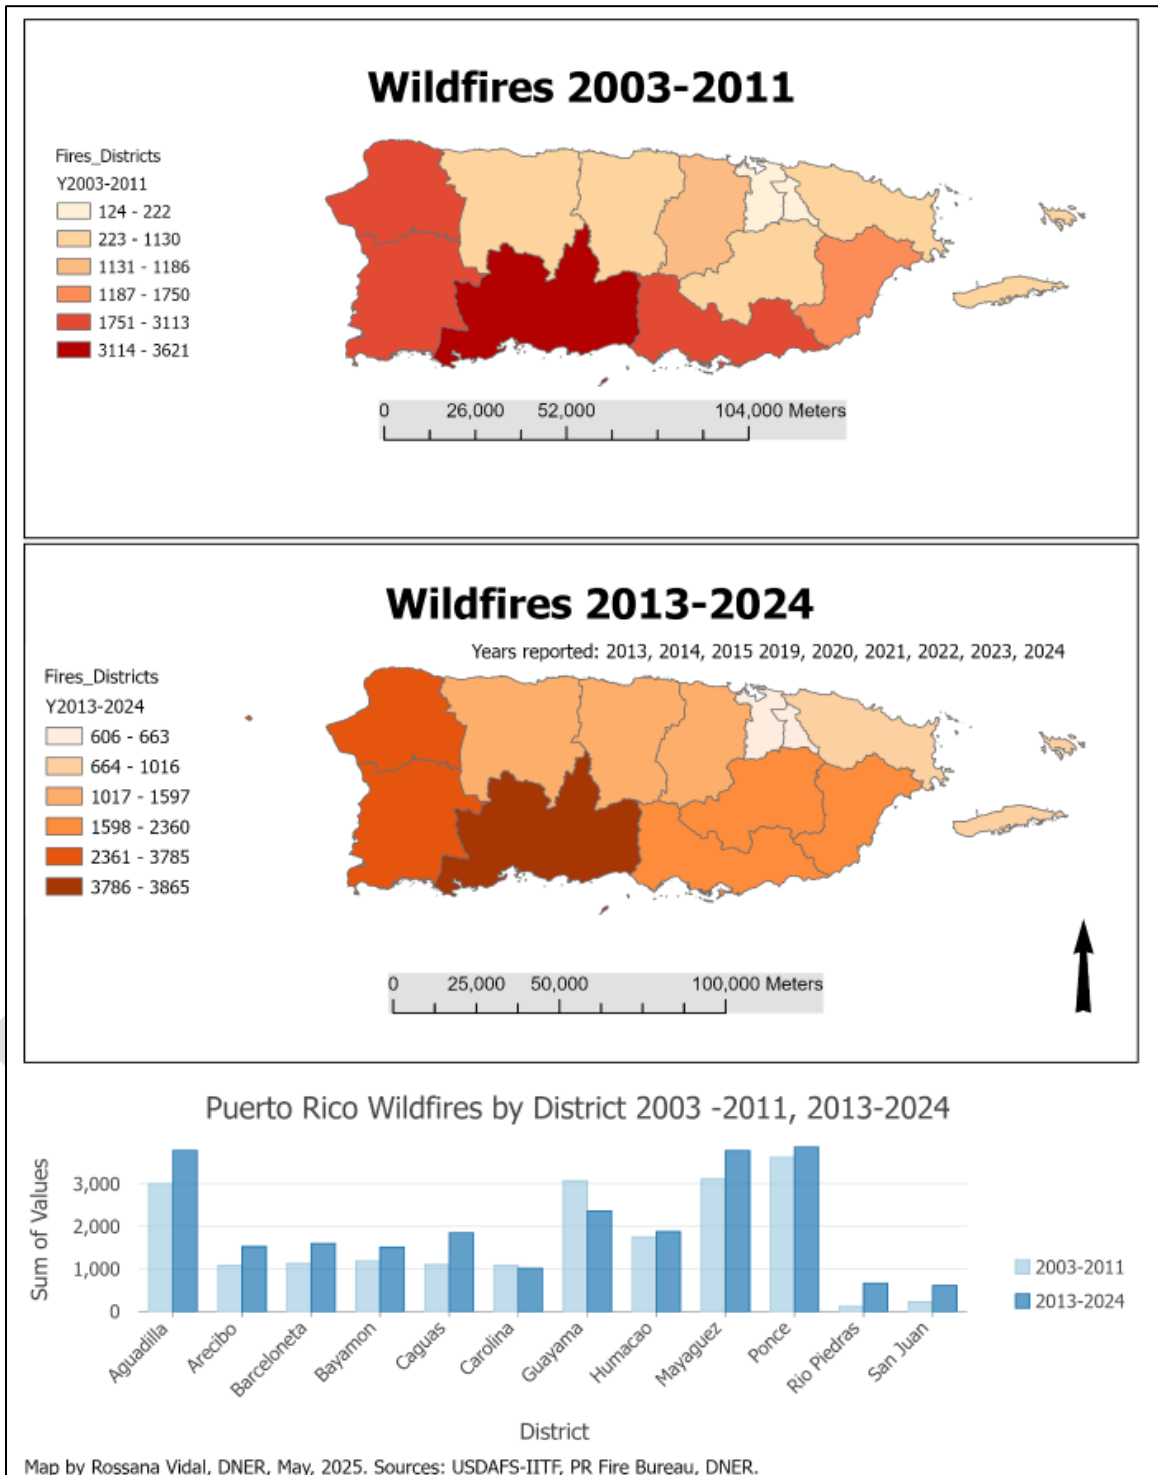 Wildfires 2003-2011
Fires_Districts
Y2003-2011
124 - 222
223 - 1130
1131 - 1186
1187 - 1750
1751 - 3113
3114 - 3621
0 26,000 52,000 104,000 Meters
Wildfires 2013-2024
Years reported: 2013, 2014, 2015 2019, 2020, 2021, 2022, 2023, 2024
Fires_Districts
Y2013-2024
606 - 663
664 - 1016
1017 - 1597
1598 - 2360
2361 - 3785
3786 - 3865
0 25,000 50,000 100,000 Meters
Puerto Rico Wildfires by District 2003 -2011, 2013-2024
Sum of Values
3,000
2,000
1,000
0
Aguadilla
Arecibo
Barceloneta
Bayamon
Caguas
Carolina
Guayama
Humacao
Mayaguez
Ponce
Rio Piedras
San Juan
2003-2011
2013-2024
District
Map by Rossana Vidal, DNER, May, 2025. Sources: USDAFS-IITF, PR Fire Bureau, DNER.